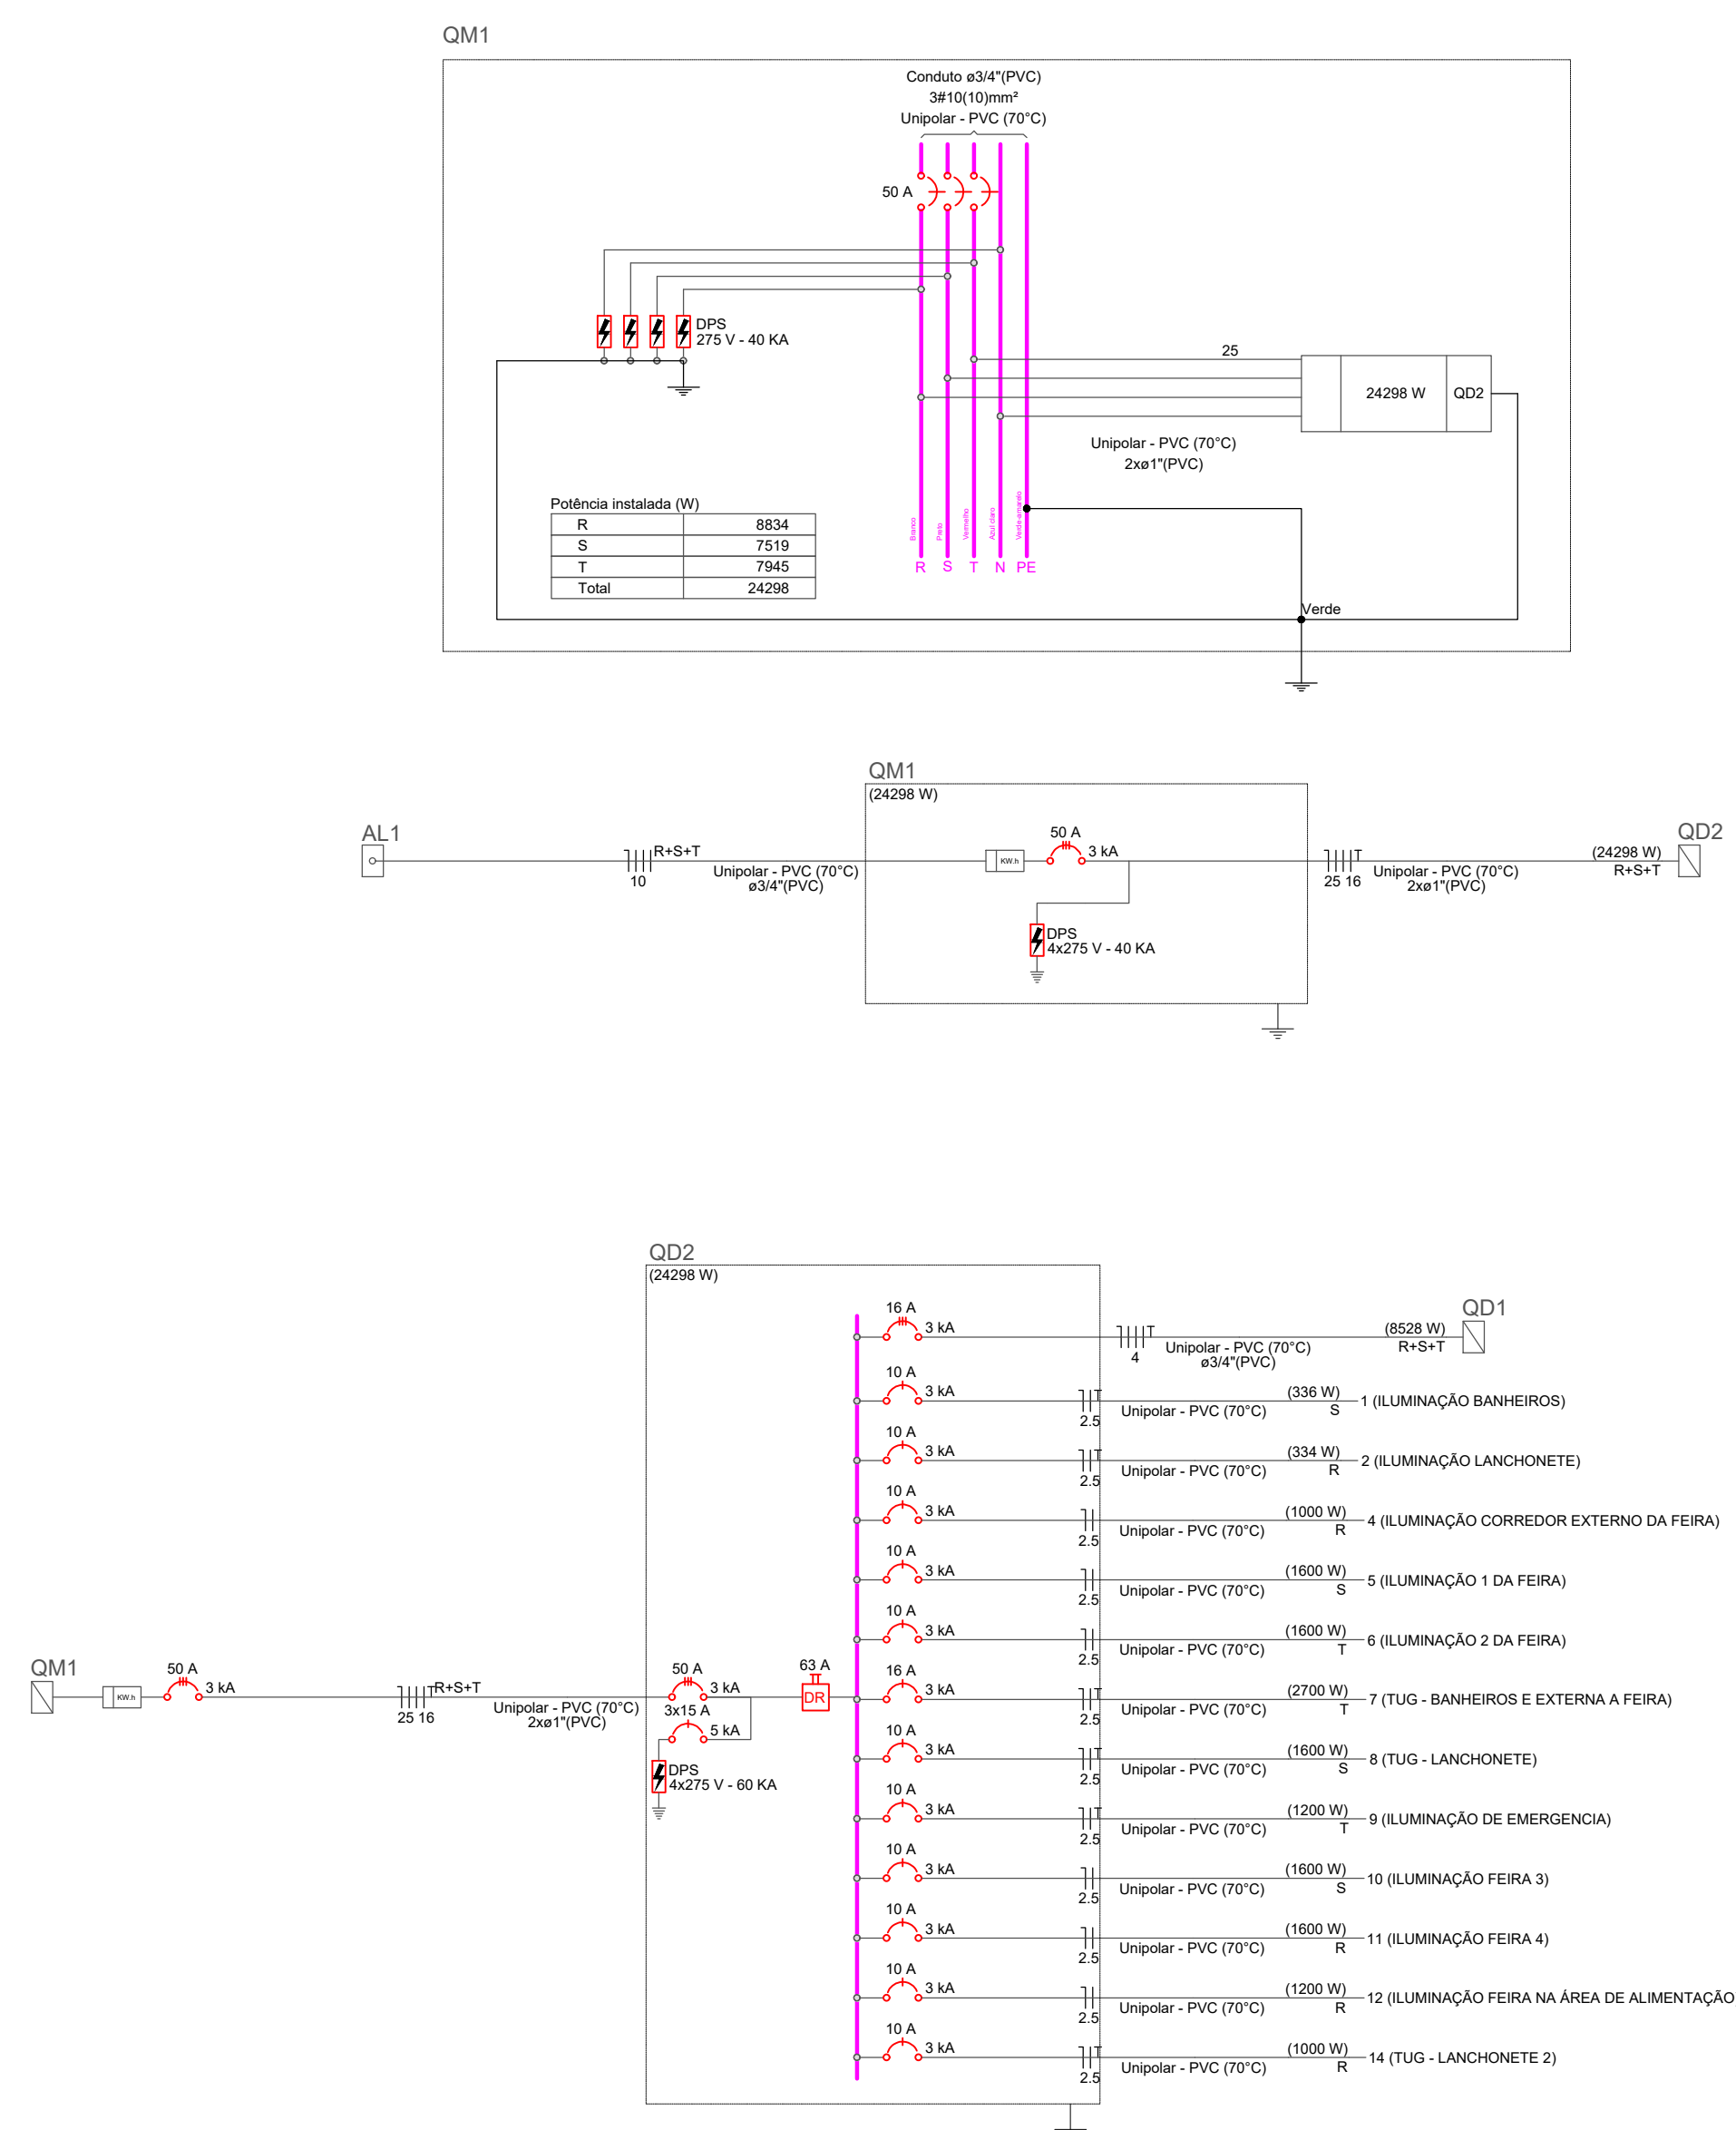 QM1
Conduto ø3/4"(PVC)
3#10(10)mm²
Unipolar - PVC (70°C)
50 A
DPS
275 V - 40 KA
25
24298 W
QD2
Unipolar - PVC (70°C)
2xø1"(PVC)
Potência instalada (W)
R 8834
S 7519
T 7945
Total 24298
Branco
Preto
Vermelho
Azul claro
Verde-amarelo
R S T N PE
Verde
QM1
(24298 W)
AL1
R+S+T
10
Unipolar - PVC (70°C)
ø3/4"(PVC)
KW.h
50 A
3 kA
DPS
4x275 V - 40 KA
T
25 16
Unipolar - PVC (70°C)
2xø1"(PVC)
(24298 W)
R+S+T
QD2
QD2
(24298 W)
QM1
KW.h
50 A
3 kA
T
R+S+T
25 16
Unipolar - PVC (70°C)
2xø1"(PVC)
50 A
3 kA
3x15 A
5 kA
DPS
4x275 V - 60 KA
63 A
DR
16 A
3 kA
T
4
Unipolar - PVC (70°C)
ø3/4"(PVC)
(8528 W)
R+S+T
QD1
10 A
3 kA
T
2.5
Unipolar - PVC (70°C)
(336 W)
S
1 (ILUMINAÇÃO BANHEIROS)
10 A
3 kA
T
2.5
Unipolar - PVC (70°C)
(334 W)
R
2 (ILUMINAÇÃO LANCHONETE)
10 A
3 kA
2.5
Unipolar - PVC (70°C)
(1000 W)
R
4 (ILUMINAÇÃO CORREDOR EXTERNO DA FEIRA)
10 A
3 kA
2.5
Unipolar - PVC (70°C)
(1600 W)
S
5 (ILUMINAÇÃO 1 DA FEIRA)
10 A
3 kA
2.5
Unipolar - PVC (70°C)
(1600 W)
T
6 (ILUMINAÇÃO 2 DA FEIRA)
16 A
3 kA
T
2.5
Unipolar - PVC (70°C)
(2700 W)
T
7 (TUG - BANHEIROS E EXTERNA A FEIRA)
10 A
3 kA
T
2.5
Unipolar - PVC (70°C)
(1600 W)
S
8 (TUG - LANCHONETE)
10 A
3 kA
T
2.5
Unipolar - PVC (70°C)
(1200 W)
T
9 (ILUMINAÇÃO DE EMERGENCIA)
10 A
3 kA
2.5
Unipolar - PVC (70°C)
(1600 W)
S
10 (ILUMINAÇÃO FEIRA 3)
10 A
3 kA
2.5
Unipolar - PVC (70°C)
(1600 W)
R
11 (ILUMINAÇÃO FEIRA 4)
10 A
3 kA
2.5
Unipolar - PVC (70°C)
(1200 W)
R
12 (ILUMINAÇÃO FEIRA NA ÁREA DE ALIMENTAÇÃO
10 A
3 kA
T
2.5
Unipolar - PVC (70°C)
(1000 W)
R
14 (TUG - LANCHONETE 2)